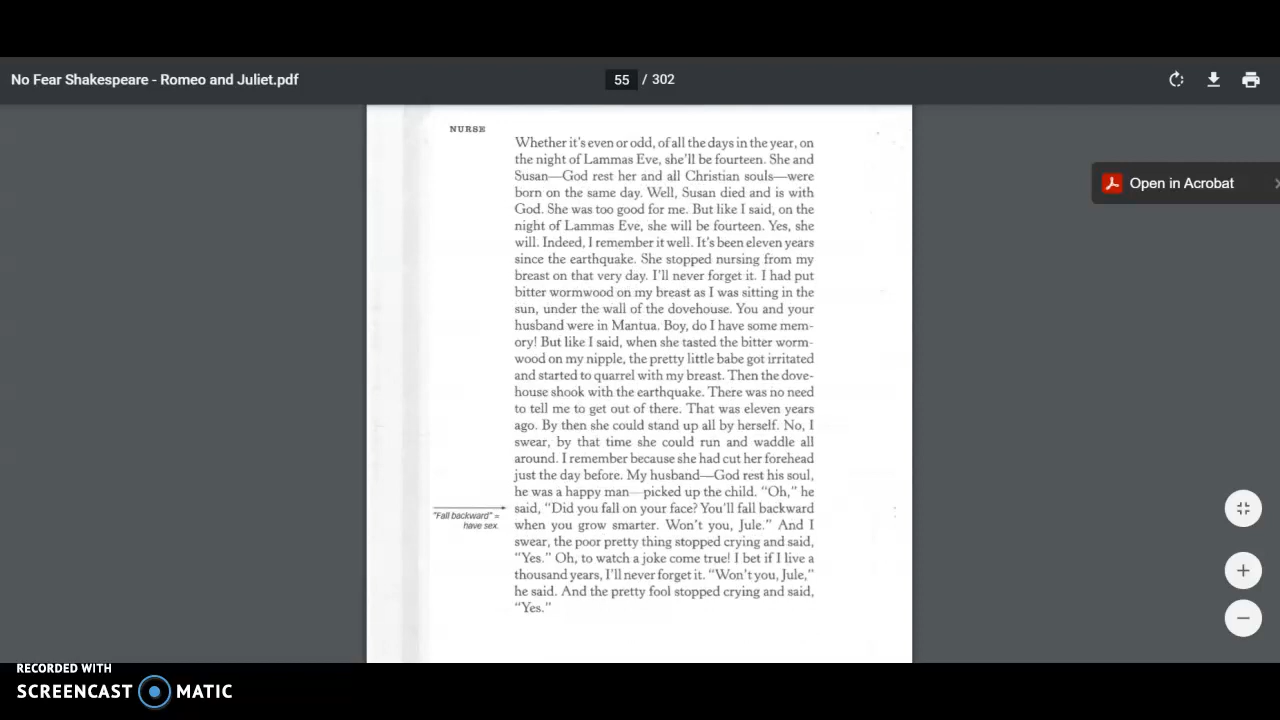 No Fear Shakespeare - Romeo and Juliet.pdf
55 / 302
Open in Acrobat
NURSE
Whether it's even or odd, of all the days in the year, on
the night of Lammas Eve, she'll be fourteen. She and
Susan—God rest her and all Christian souls—were
born on the same day. Well, Susan died and is with
God. She was too good for me. But like I said, on the
night of Lammas Eve, she will be fourteen. Yes, she
will. Indeed, I remember it well. It's been eleven years
since the earthquake. She stopped nursing from my
breast on that very day. I'll never forget it. I had put
bitter wormwood on my breast as I was sitting in the
sun, under the wall of the dovehouse. You and your
husband were in Mantua. Boy, do I have some mem-
ory! But like I said, when she tasted the bitter worm-
wood on my nipple, the pretty little babe got irritated
and started to quarrel with my breast. Then the dove-
house shook with the earthquake. There was no need
to tell me to get out of there. That was eleven years
ago. By then she could stand up all by herself. No, I
swear, by that time she could run and waddle all
around. I remember because she had cut her forehead
just the day before. My husband—God rest his soul,
he was a happy man—picked up the child. "Oh," he
said, "Did you fall on your face? You'll fall backward
when you grow smarter. Won't you, Jule." And I
swear, the poor pretty thing stopped crying and said,
"Yes." Oh, to watch a joke come true! I bet if I live a
thousand years, I'll never forget it. "Won't you, Jule,"
he said. And the pretty fool stopped crying and said,
"Yes."
"Fall backward" =
have sex.
RECORDED WITH
SCREENCAST MATIC